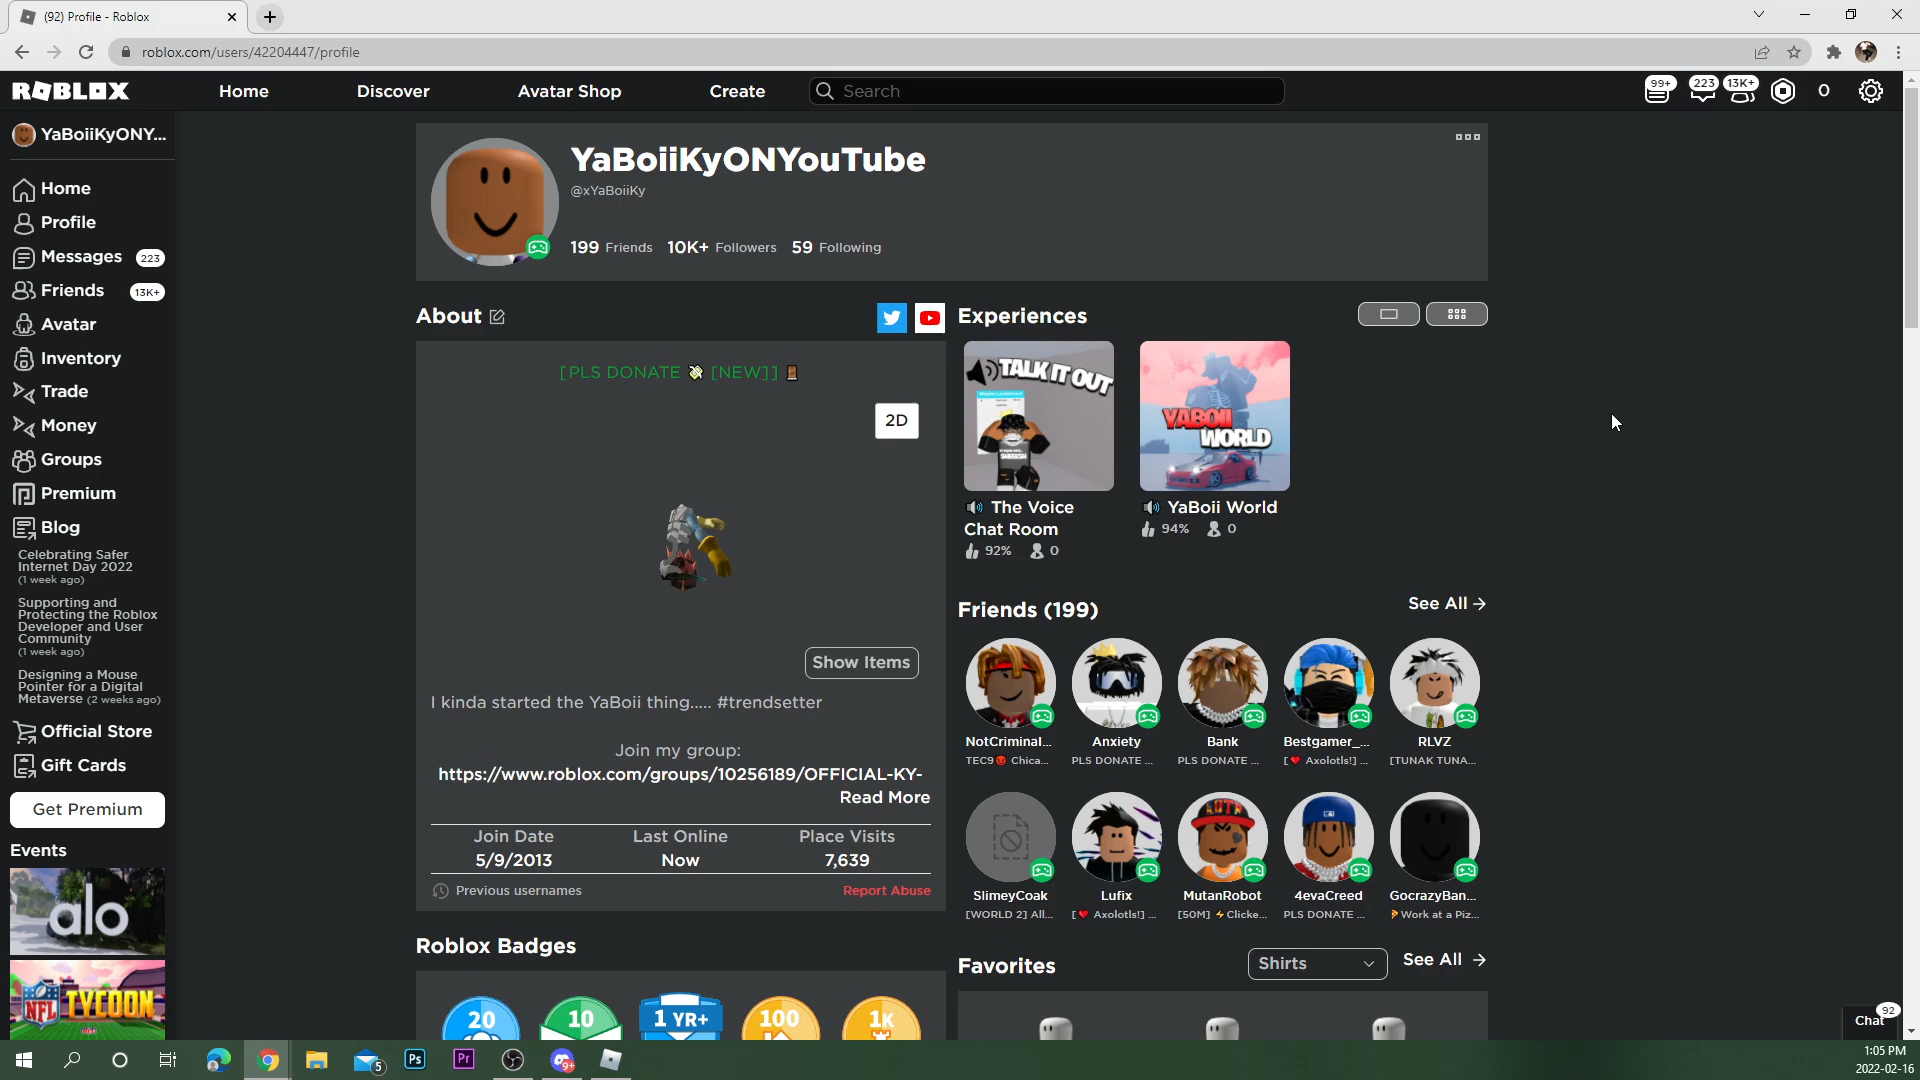 (92) Profile - Roblox
roblox.com/users/42204447/profile
ROBLOX
Home
Discover
Avatar Shop
Create
Search
99+
223
13K+
0
YaBoiiKyONY...
Home
Profile
Messages 223
Friends 13K+
Avatar
Inventory
Trade
Money
Groups
Premium
Blog
Celebrating Safer
Internet Day 2022
(1 week ago)
Supporting and
Protecting the Roblox
Developer and User
Community
(1 week ago)
Designing a Mouse
Pointer for a Digital
Metaverse (2 weeks ago)
Official Store
Gift Cards
Get Premium
Events
alo
NFL TYCOON
YaBoiiKyONYouTube
@xYaBoiiKy
199 Friends 10K+ Followers 59 Following
About
[PLS DONATE 💸 [NEW]] 🚪
2D
Show Items
I kinda started the YaBoii thing..... #trendsetter
Join my group:
https://www.roblox.com/groups/10256189/OFFICIAL-KY-
Read More
Join Date Last Online Place Visits
5/9/2013 Now 7,639
Previous usernames
Report Abuse
Roblox Badges
20
10
1 YR+
100
1K
Experiences
TALK IT OUT
SHEEESH
YABOII
WORLD
🔊 The Voice
Chat Room
92% 0
🔊 YaBoii World
94% 0
Friends (199)
See All →
NotCriminal... Anxiety Bank Bestgamer_... RLVZ
TEC9😡 Chica... PLS DONATE ... PLS DONATE ... [❤️ Axolotls!] ... [TUNAK TUNA...
SlimeyCoak Lufix MutanRobot 4evaCreed GocrazyBan...
[WORLD 2] All... [❤️ Axolotls!] ... [50M] ⚡Clicke... PLS DONATE ... 🍕Work at a Piz...
Favorites
Shirts
See All →
Chat 92
5
Ps
Pr
9+
1:05 PM
2022-02-16